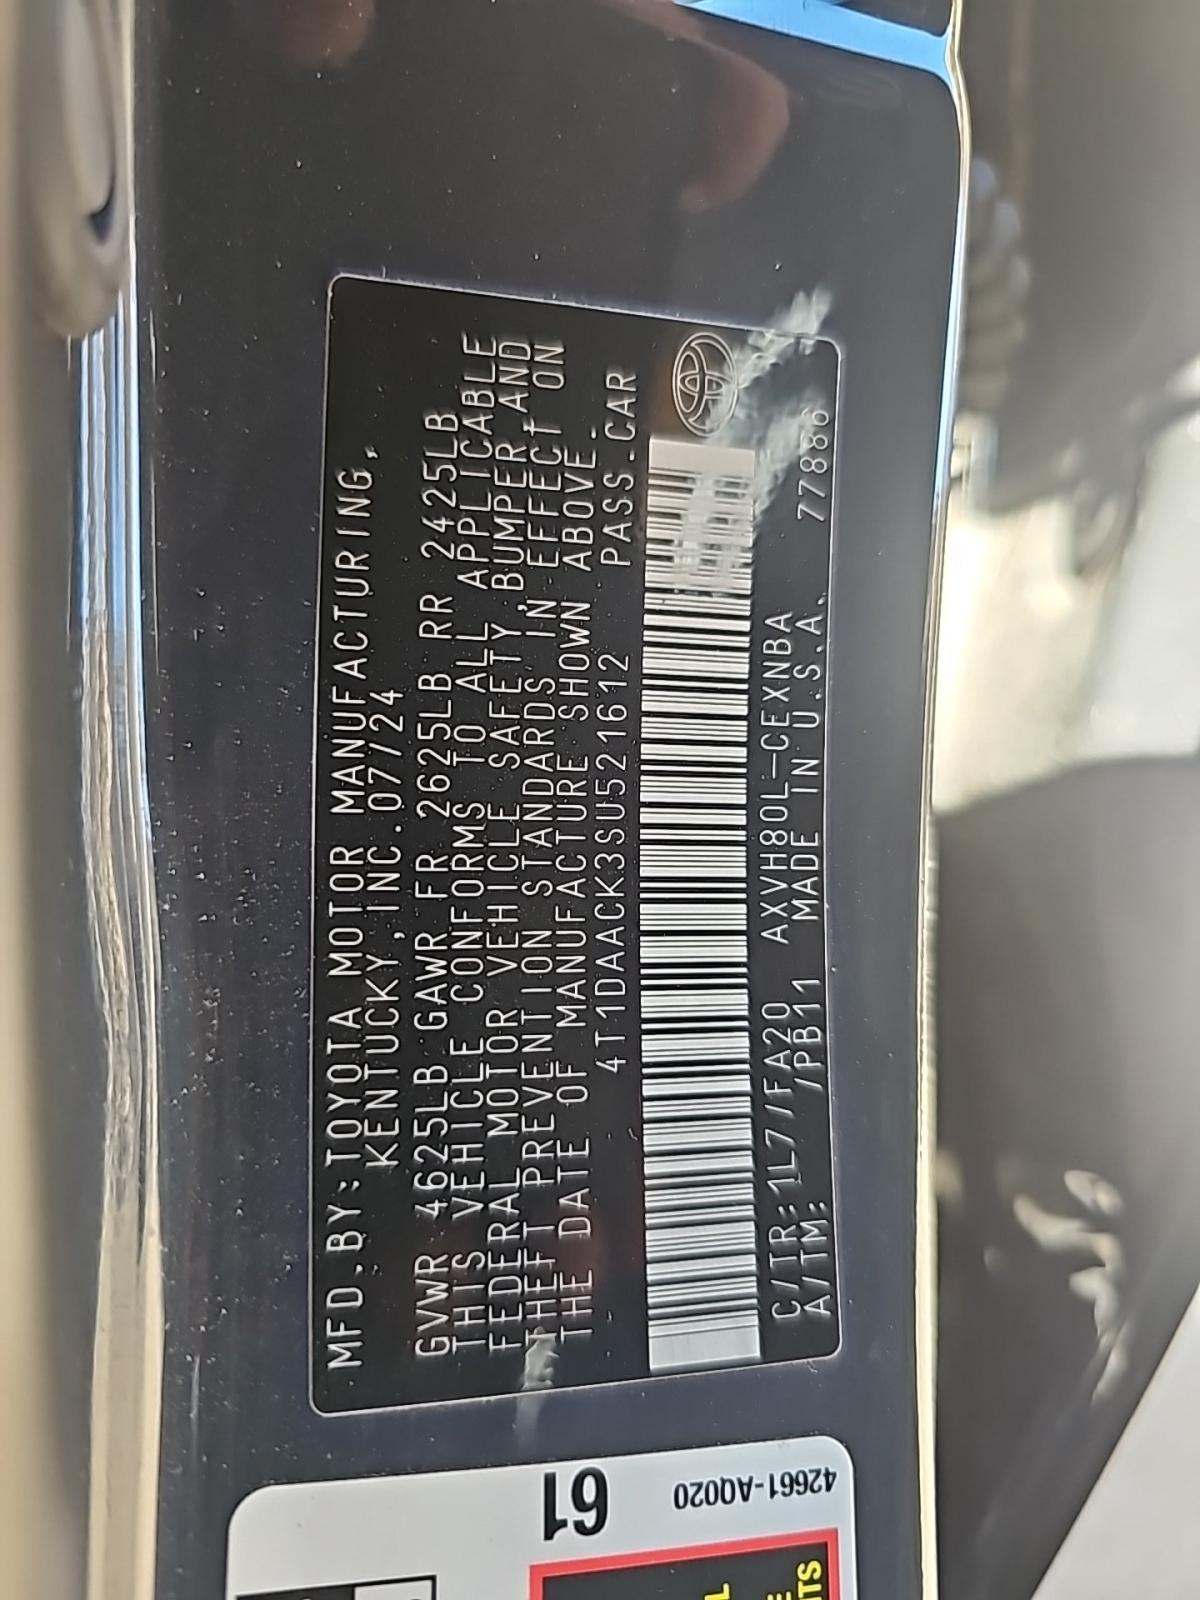 MFD.BY:TOYOTA MOTOR MANUFACTURING,
KENTUCKY,INC.07/24
GVWR 4625LB GAWR FR 2625LB RR 2425LB
THIS VEHICLE CONFORMS TO ALL APPLICABLE
FEDERAL MOTOR VEHICLE SAFETY,BUMPER AND
THEFT PREVENTION STANDARDS IN EFFECT ON
THE DATE OF MANUFACTURE SHOWN ABOVE.
4T1DAACK3SU521612 PASS.CAR
C/TR:1L7/FA20 AXVH80L-CEXNBA
A/TM: /PB11 MADE IN U.S.A. 77886
61
42661-AQ020